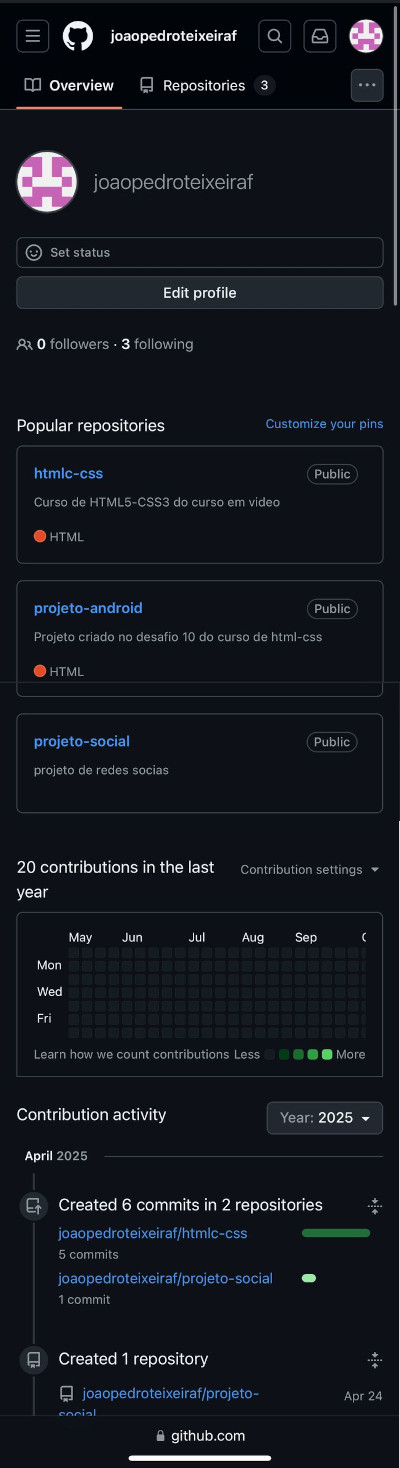 joaopedroteixeiraf
Overview
Repositories 3
joaopedroteixeiraf
Set status
Edit profile
0 followers · 3 following
Popular repositories
Customize your pins
htmlc-css
Public
Curso de HTML5-CSS3 do curso em video
HTML
projeto-android
Public
Projeto criado no desafio 10 do curso de html-css
HTML
projeto-social
Public
projeto de redes socias
20 contributions in the last
year
Contribution settings
May Jun Jul Aug Sep
Mon
Wed
Fri
Learn how we count contributions Less More
Contribution activity
Year: 2025
April 2025
Created 6 commits in 2 repositories
joaopedroteixeiraf/htmlc-css
5 commits
joaopedroteixeiraf/projeto-social
1 commit
Created 1 repository
joaopedroteixeiraf/projeto-
social
Apr 24
github.com